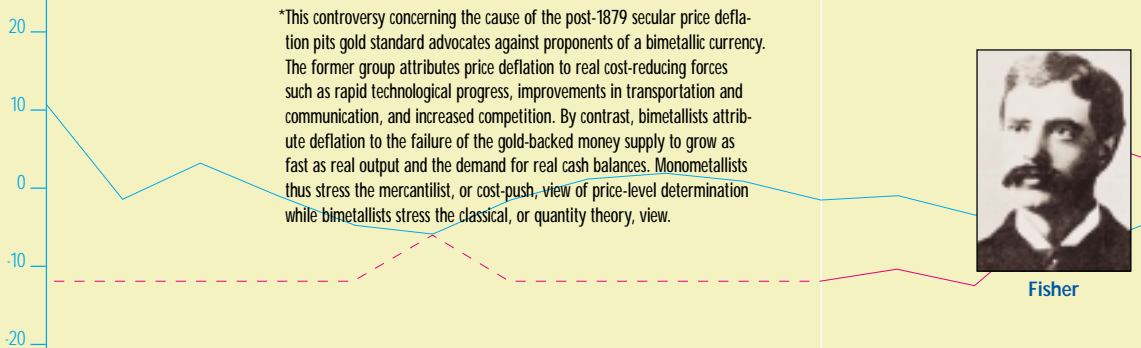 *This controversy concerning the cause of the post-1879 secular price defla-
tion pits gold standard advocates against proponents of a bimetallic currency.
The former group attributes price deflation to real cost-reducing forces
such as rapid technological progress, improvements in transportation and
communication, and increased competition. By contrast, bimetallists attrib-
ute deflation to the failure of the gold-backed money supply to grow as
fast as real output and the demand for real cash balances. Monometallists
thus stress the mercantilist, or cost-push, view of price-level determination
while bimetallists stress the classical, or quantity theory, view.
20
10
0
-10
-20
Fisher